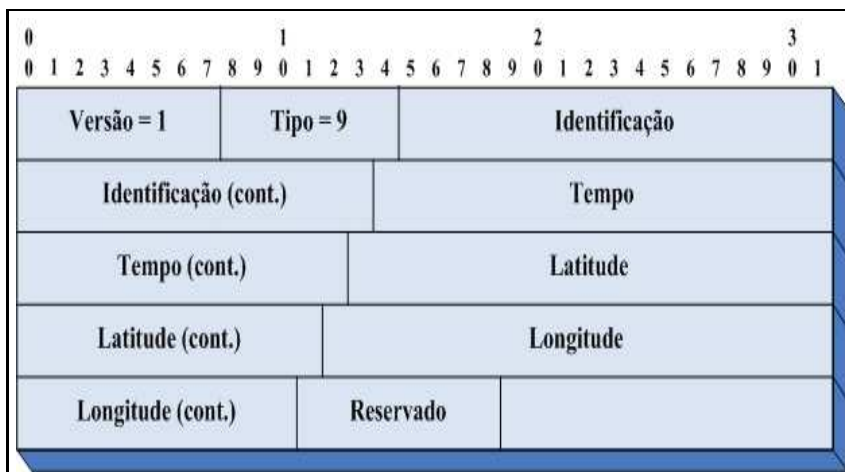 0 1 2 3
0 1 2 3 4 5 6 7 8 9 0 1 2 3 4 5 6 7 8 9 0 1 2 3 4 5 6 7 8 9 0 1
Versão = 1 Tipo = 9 Identificação
Identificação (cont.) Tempo
Tempo (cont.) Latitude
Latitude (cont.) Longitude
Longitude (cont.) Reservado